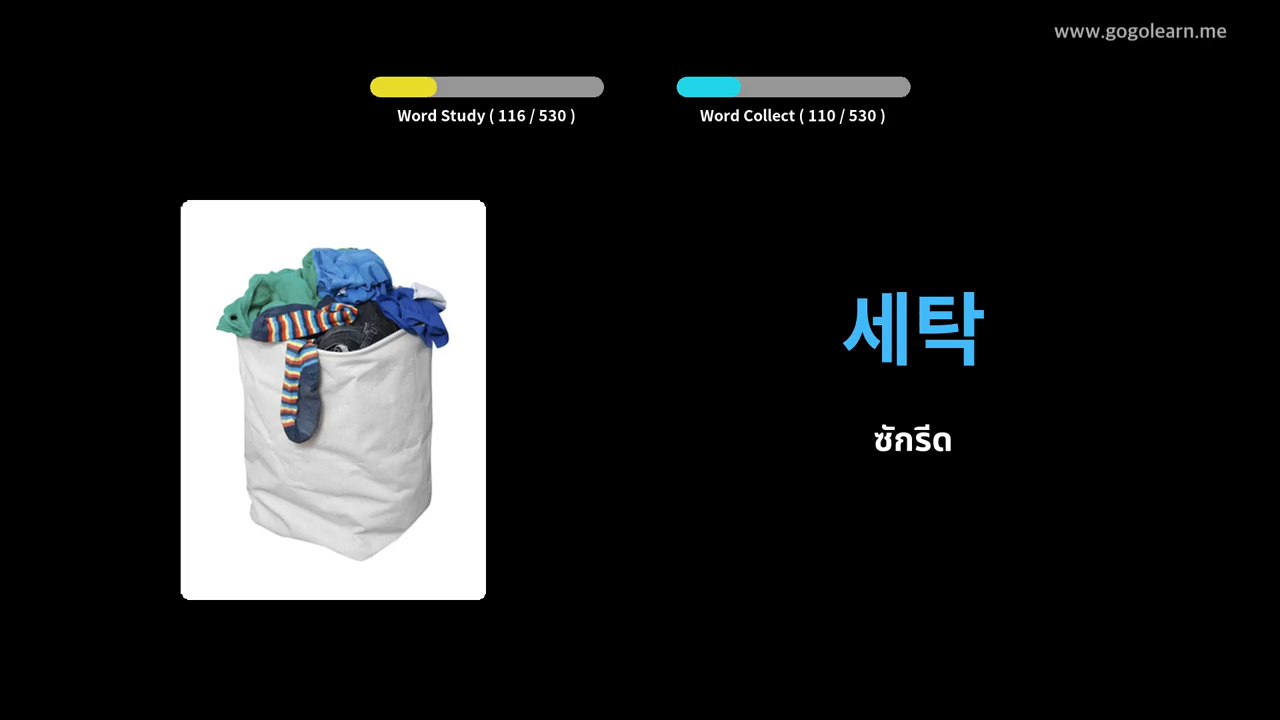 www.gogolearn.me
Word Study ( 116 / 530 )
Word Collect ( 110 / 530 )
세탁
ซักรีด